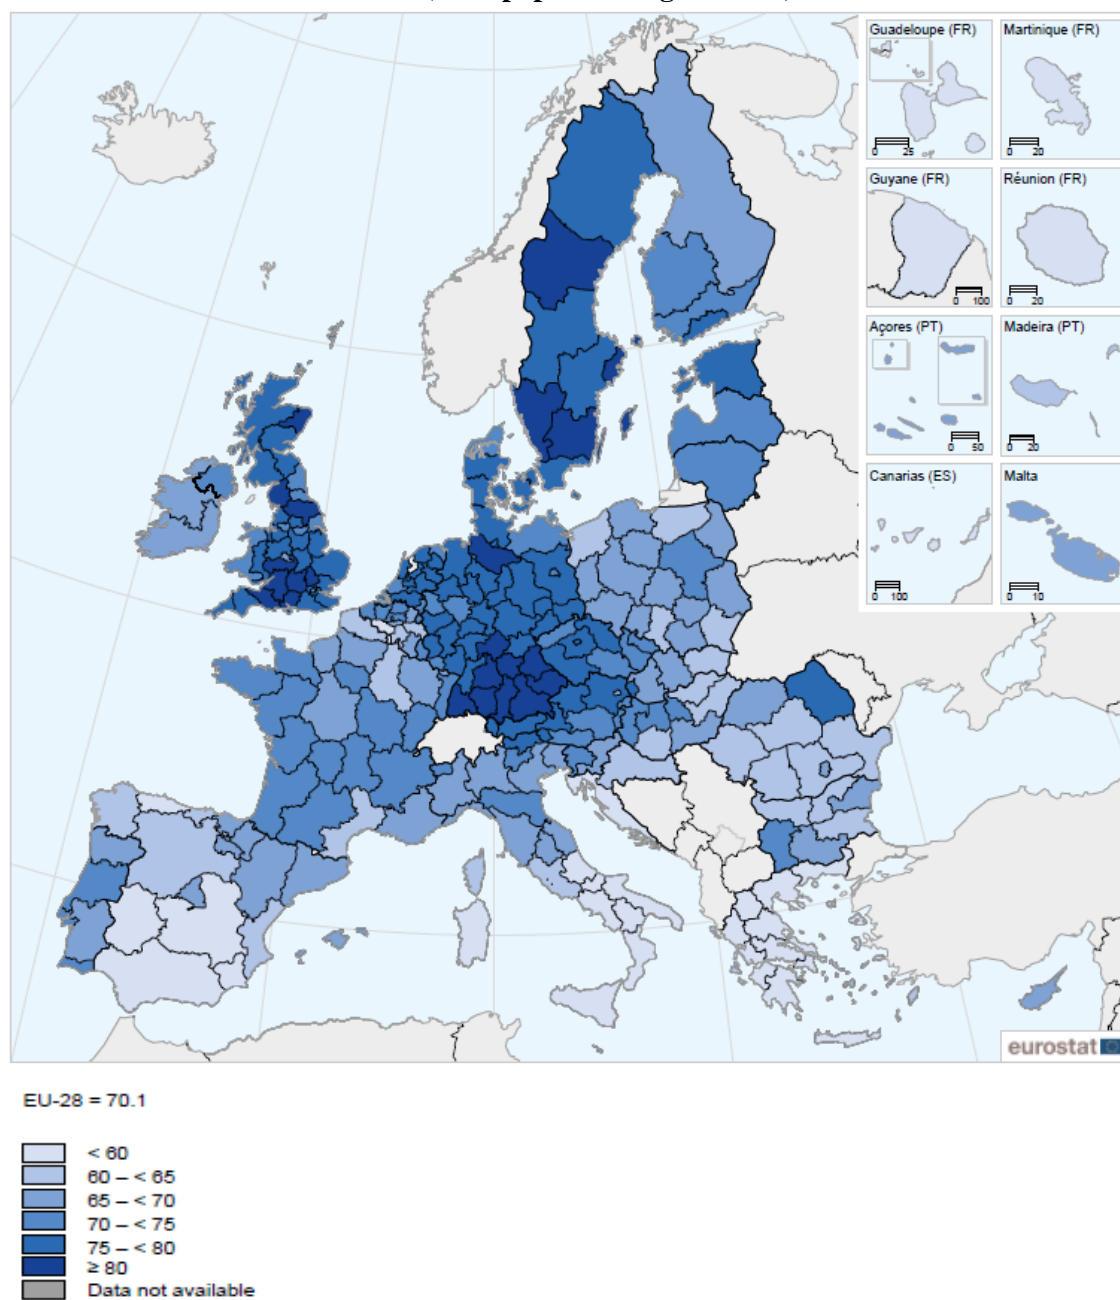 Guadeloupe (FR)
Martinique (FR)
0 25
0 20
Guyane (FR)
Réunion (FR)
0 100
0 20
Açores (PT)
Madeira (PT)
0 50
0 20
Canarias (ES)
Malta
0 100
0 10
eurostat
EU-28 = 70.1
< 60
60 – < 65
65 – < 70
70 – < 75
75 – < 80
≥ 80
Data not available